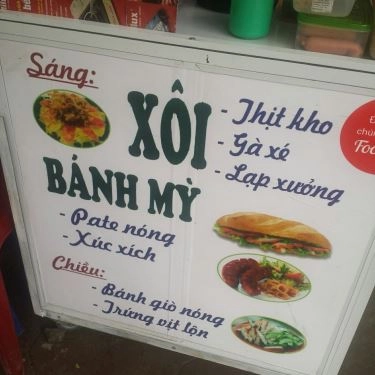 Sáng:
XÔI
- Thịt kho
- Gà xé
- Lạp xưởng
BÁNH MỲ
- Pate nóng
- Xúc xích
Chiều:
- Bánh giò nóng
- Trứng vịt lộn